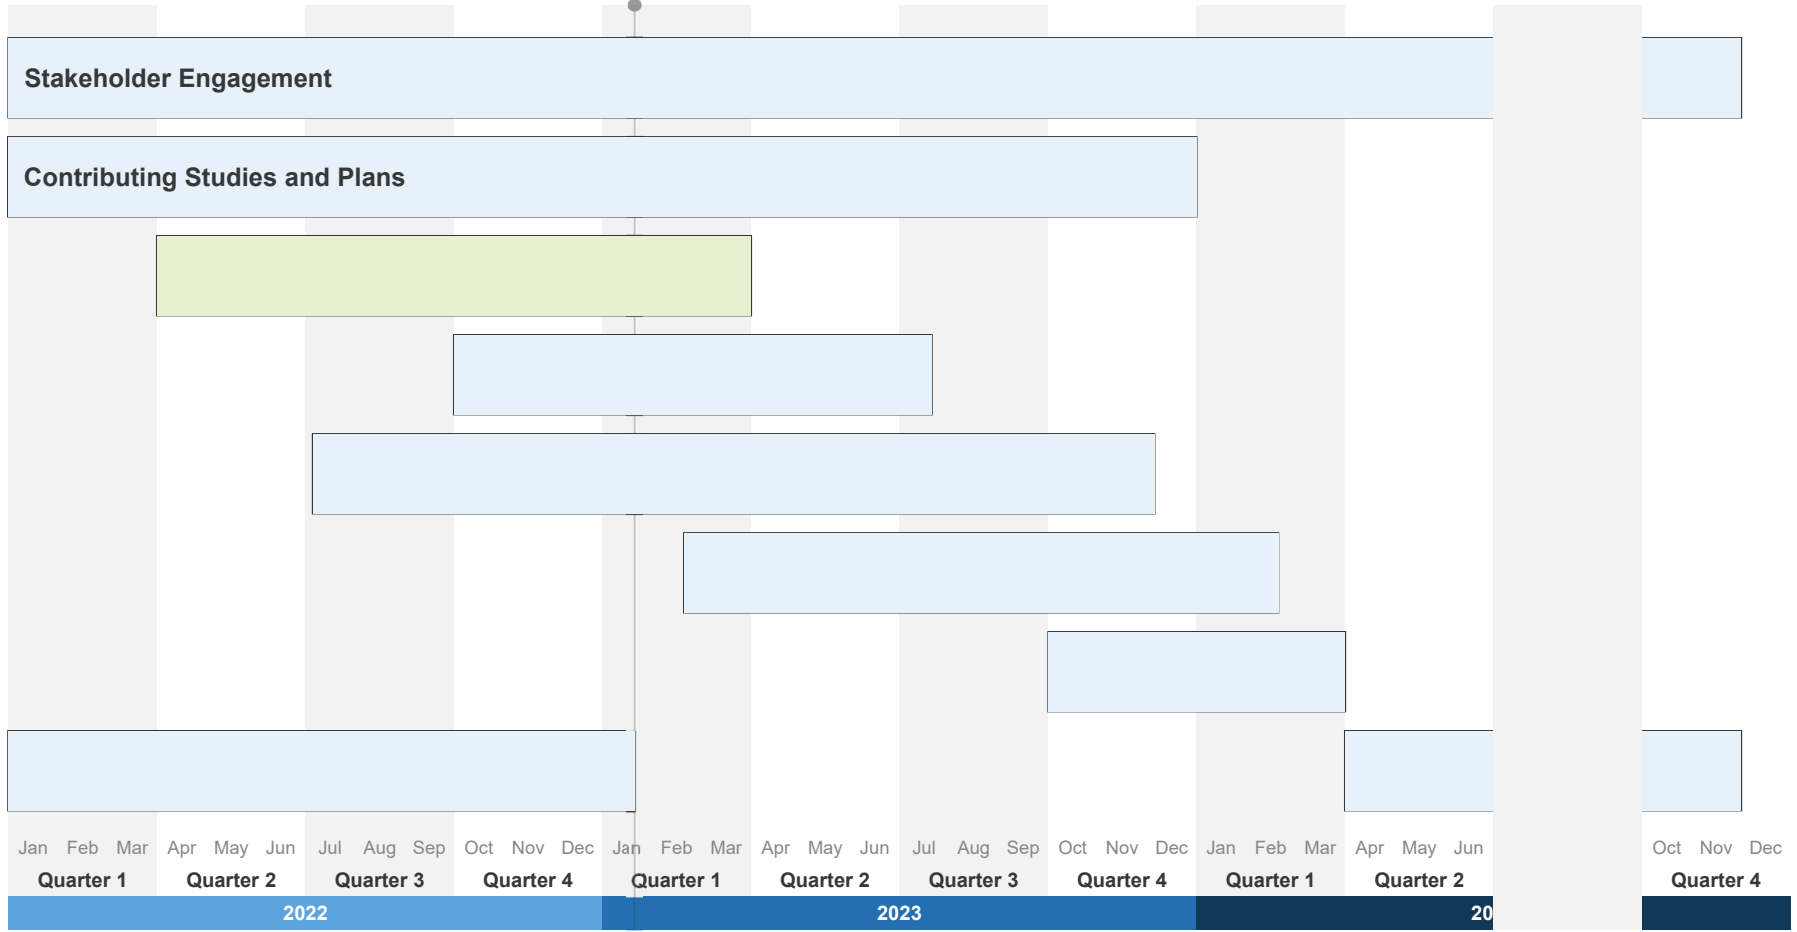 Stakeholder Engagement
Contributing Studies and Plans
Jan Feb Mar Apr May Jun Jul Aug Sep Oct Nov Dec Jan Feb Mar Apr May Jun Jul Aug Sep Oct Nov Dec Jan Feb Mar Apr May Jun Oct Nov Dec
Quarter 1 Quarter 2 Quarter 3 Quarter 4 Quarter 1 Quarter 2 Quarter 3 Quarter 4 Quarter 1 Quarter 2 Quarter 4
2022 2023 20